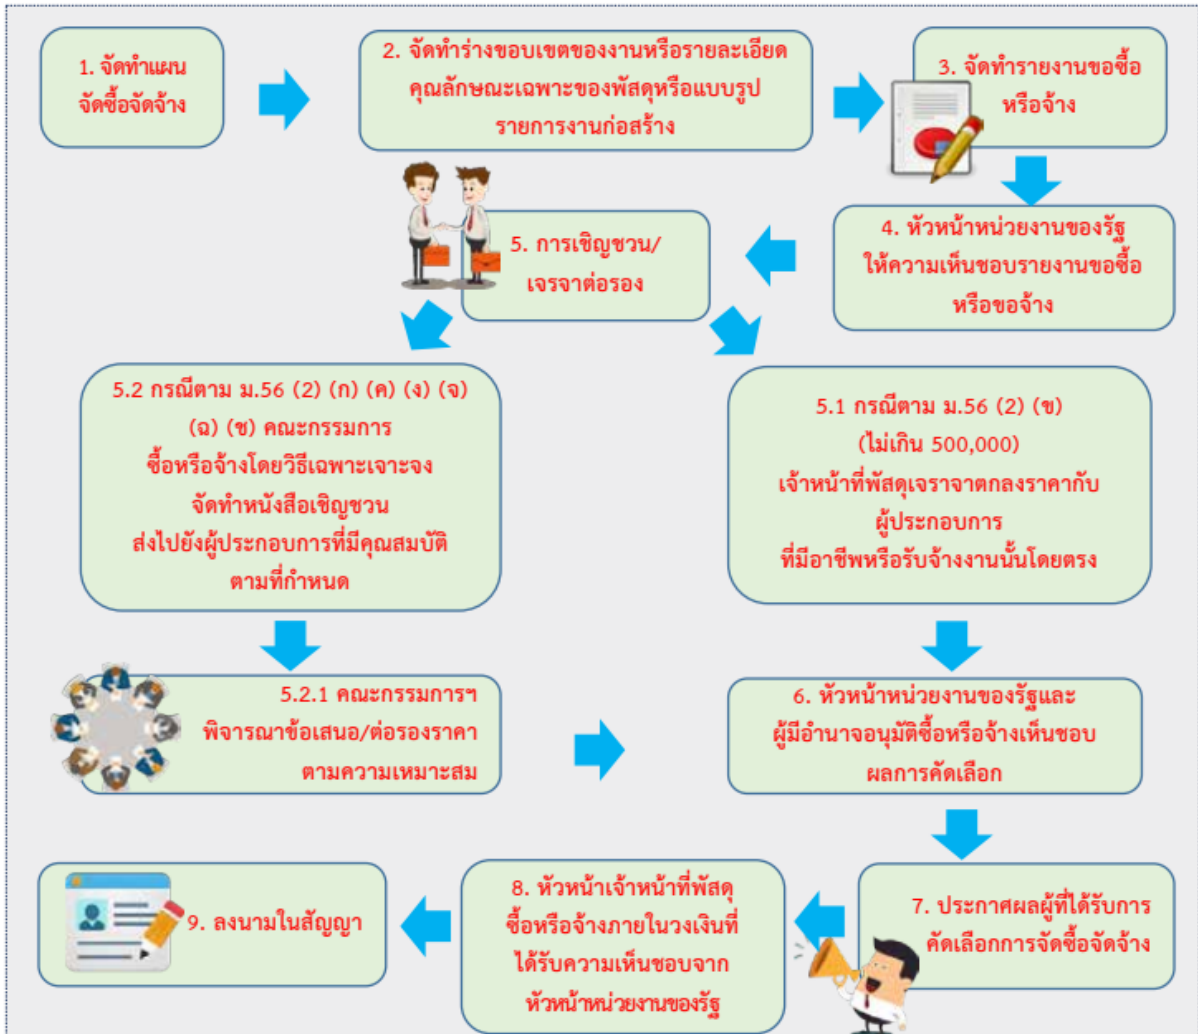 1. จัดทำแผน
จัดซื้อจัดจ้าง
2. จัดทำร่างขอบเขตของงานหรือรายละเอียด
คุณลักษณะเฉพาะของพัสดุหรือแบบรูป
รายการงานก่อสร้าง
3. จัดทำรายงานขอซื้อ
หรือจ้าง
4. หัวหน้าหน่วยงานของรัฐ
ให้ความเห็นชอบรายงานขอซื้อ
หรือขอจ้าง
5. การเชิญชวน/
เจรจาต่อรอง
5.2 กรณีตาม ม.56 (2) (ก) (ค) (ง) (จ)
(ฉ) (ช) คณะกรรมการ
ซื้อหรือจ้างโดยวิธีเฉพาะเจาะจง
จัดทำหนังสือเชิญชวน
ส่งไปยังผู้ประกอบการที่มีคุณสมบัติ
ตามที่กำหนด
5.1 กรณีตาม ม.56 (2) (ข)
(ไม่เกิน 500,000)
เจ้าหน้าที่พัสดุเจราจาตกลงราคากับ
ผู้ประกอบการ
ที่มีอาชีพหรือรับจ้างงานนั้นโดยตรง
5.2.1 คณะกรรมการฯ
พิจารณาข้อเสนอ/ต่อรองราคา
ตามความเหมาะสม
6. หัวหน้าหน่วยงานของรัฐและ
ผู้มีอำนาจอนุมัติซื้อหรือจ้างเห็นชอบ
ผลการคัดเลือก
7. ประกาศผลผู้ที่ได้รับการ
คัดเลือกการจัดซื้อจัดจ้าง
8. หัวหน้าเจ้าหน้าที่พัสดุ
ซื้อหรือจ้างภายในวงเงินที่
ได้รับความเห็นชอบจาก
หัวหน้าหน่วยงานของรัฐ
9. ลงนามในสัญญา